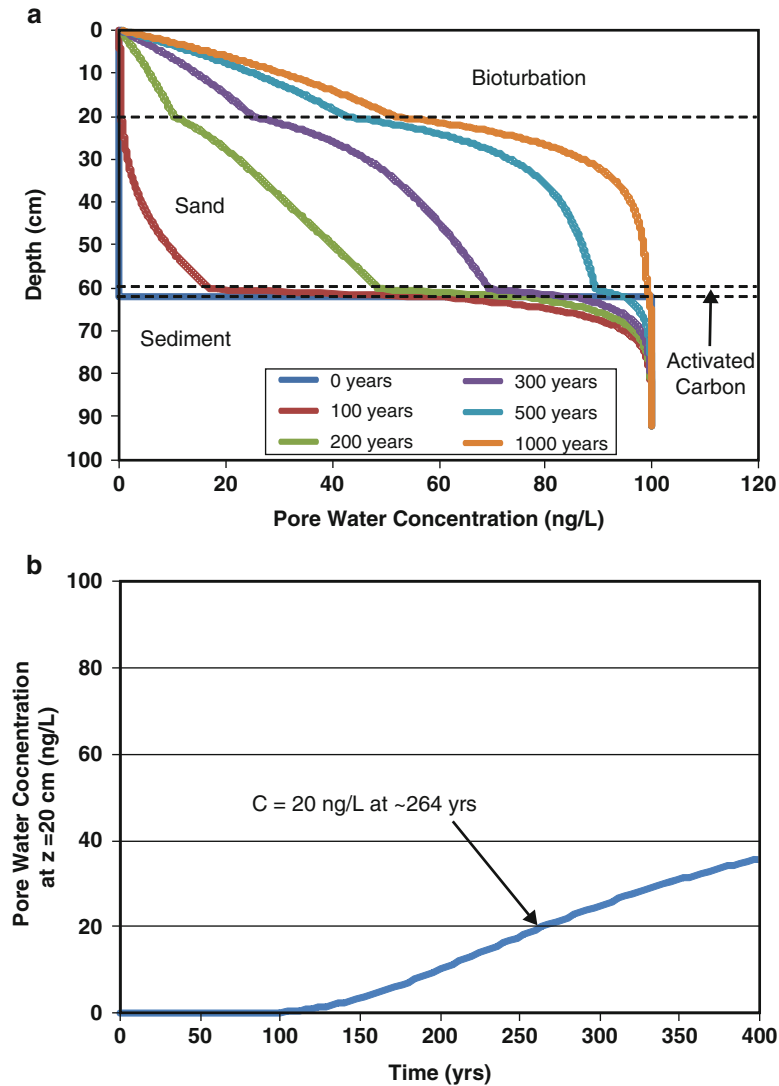 a
0
10
20
30
40
50
60
70
80
90
100
Depth (cm)
Bioturbation
Sand
Sediment
Activated
Carbon
0 years
300 years
100 years
500 years
200 years
1000 years
0 20 40 60 80 100 120
Pore Water Concentration (ng/L)
b
100
80
60
40
20
0
Pore Water Cocnentration
at z =20 cm (ng/L)
C = 20 ng/L at ~264 yrs
0 50 100 150 200 250 300 350 400
Time (yrs)